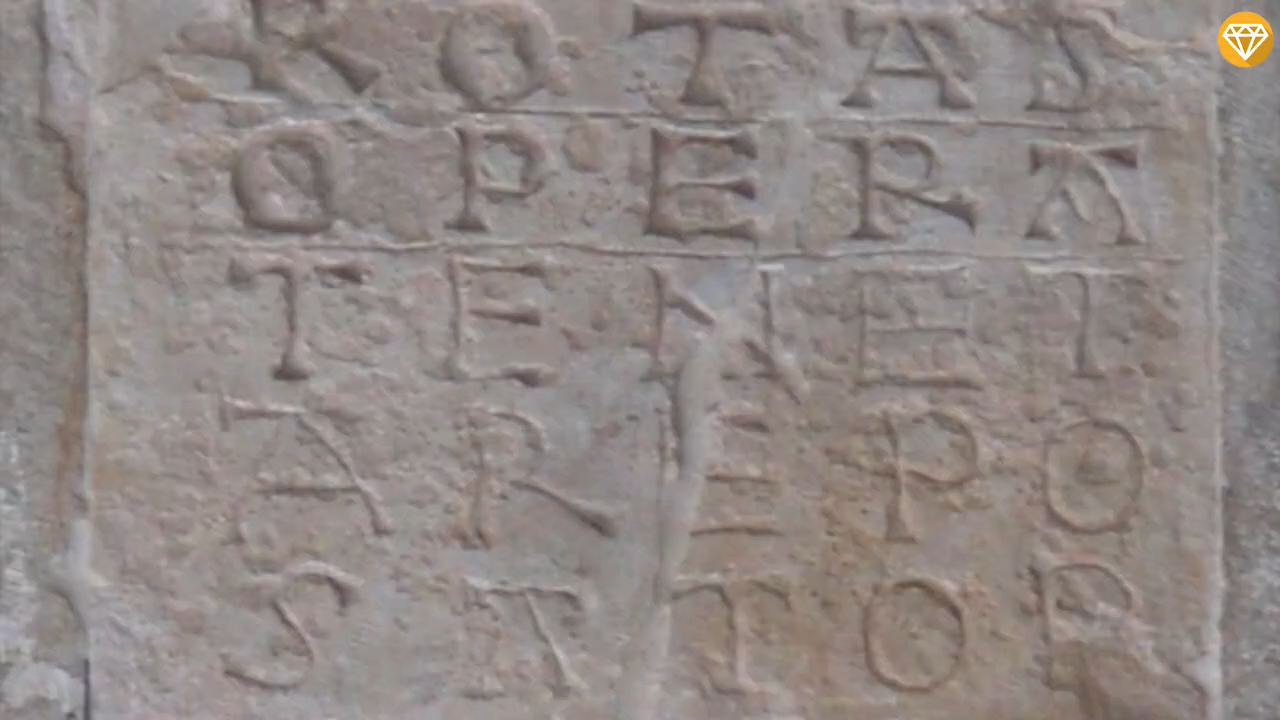 ROTAS
OPERA
TENET
AREPO
SATOR